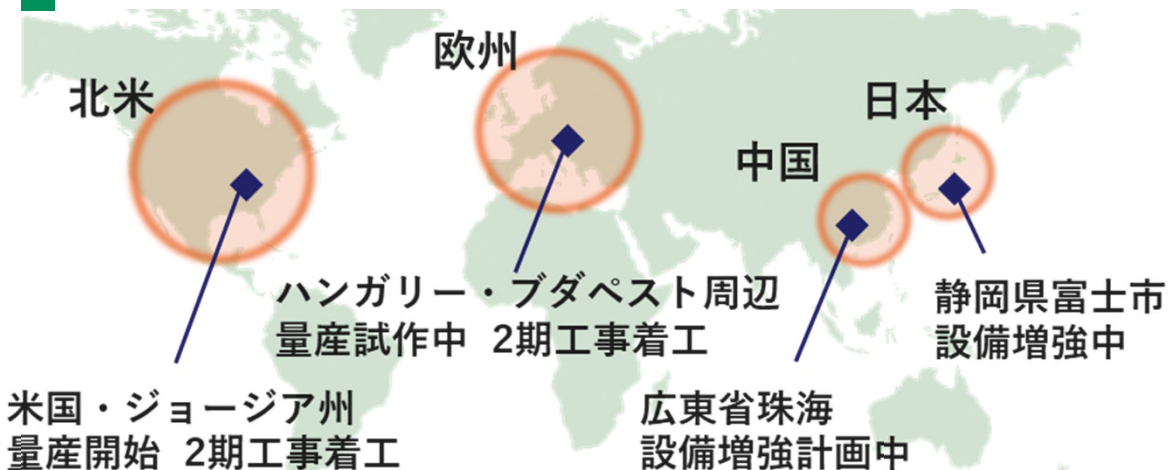 欧州
北米
日本
中国
ハンガリー・ブダペスト周辺
量産試作中 2期工事着工
静岡県富士市
設備増強中
米国・ジョージア州
量産開始 2期工事着工
広東省珠海
設備増強計画中